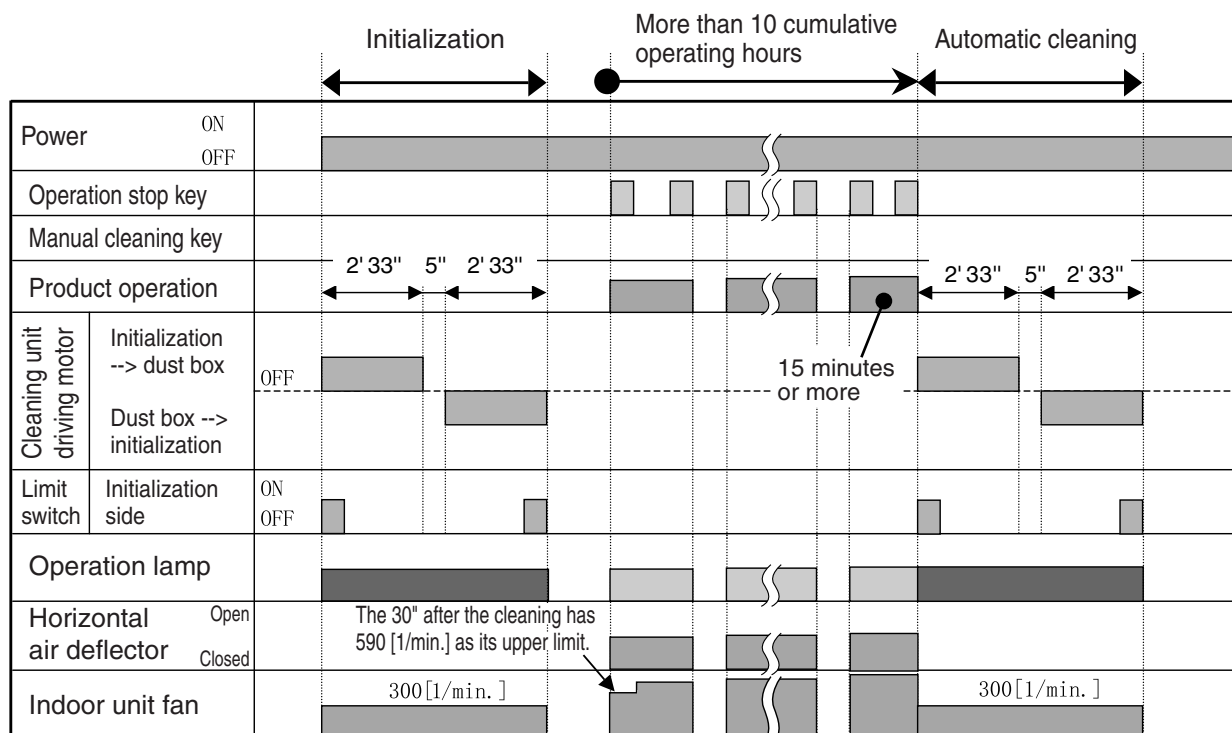 Initialization
More than 10 cumulative
operating hours
Automatic cleaning
Power
ON
OFF
Operation stop key
Manual cleaning key
Product operation
2' 33" 5" 2' 33"
2' 33" 5" 2' 33"
15 minutes
or more
Cleaning unit
driving motor
Initialization
--> dust box
OFF
Dust box -->
initialization
Limit
switch
Initialization
side
ON
OFF
Operation lamp
Horizontal
air deflector
Open
Closed
The 30" after the cleaning has
590 [1/min.] as its upper limit.
Indoor unit fan
300[1/min.]
300[1/min.]